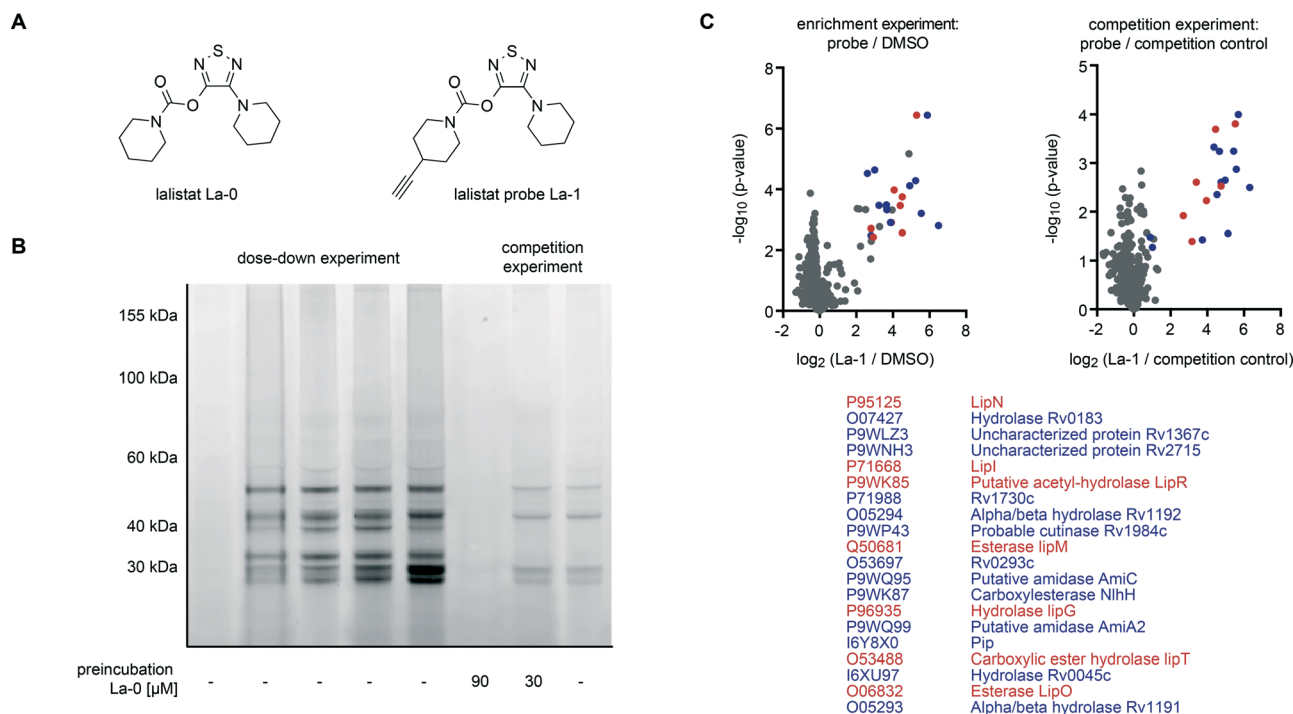 A
S
N N
O
O
N
N
lalistat La-0
S
N N
O
O
N
N
lalistat probe La-1
B
dose-down experiment
competition
experiment
155 kDa
100 kDa
60 kDa
40 kDa
30 kDa
preincubation
La-0 [µM]
- - - - - 90 30 -
C
enrichment experiment:
probe / DMSO
8
6
4
2
0
-2 0 2 4 6 8
-log10 (p-value)
log2 (La-1 / DMSO)
competition experiment:
probe / competition control
5
4
3
2
1
0
-2 0 2 4 6 8
-log10 (p-value)
log2 (La-1 / competition control)
P95125 LipN
O07427 Hydrolase Rv0183
P9WLZ3 Uncharacterized protein Rv1367c
P9WNH3 Uncharacterized protein Rv2715
P71668 LipI
P9WK85 Putative acetyl-hydrolase LipR
P71988 Rv1730c
O05294 Alpha/beta hydrolase Rv1192
P9WP43 Probable cutinase Rv1984c
Q50681 Esterase lipM
O53697 Rv0293c
P9WQ95 Putative amidase AmiC
P9WK87 Carboxylesterase NlhH
P96935 Hydrolase lipG
P9WQ99 Putative amidase AmiA2
I6Y8X0 Pip
O53488 Carboxylic ester hydrolase lipT
I6XU97 Hydrolase Rv0045c
O06832 Esterase LipO
O05293 Alpha/beta hydrolase Rv1191